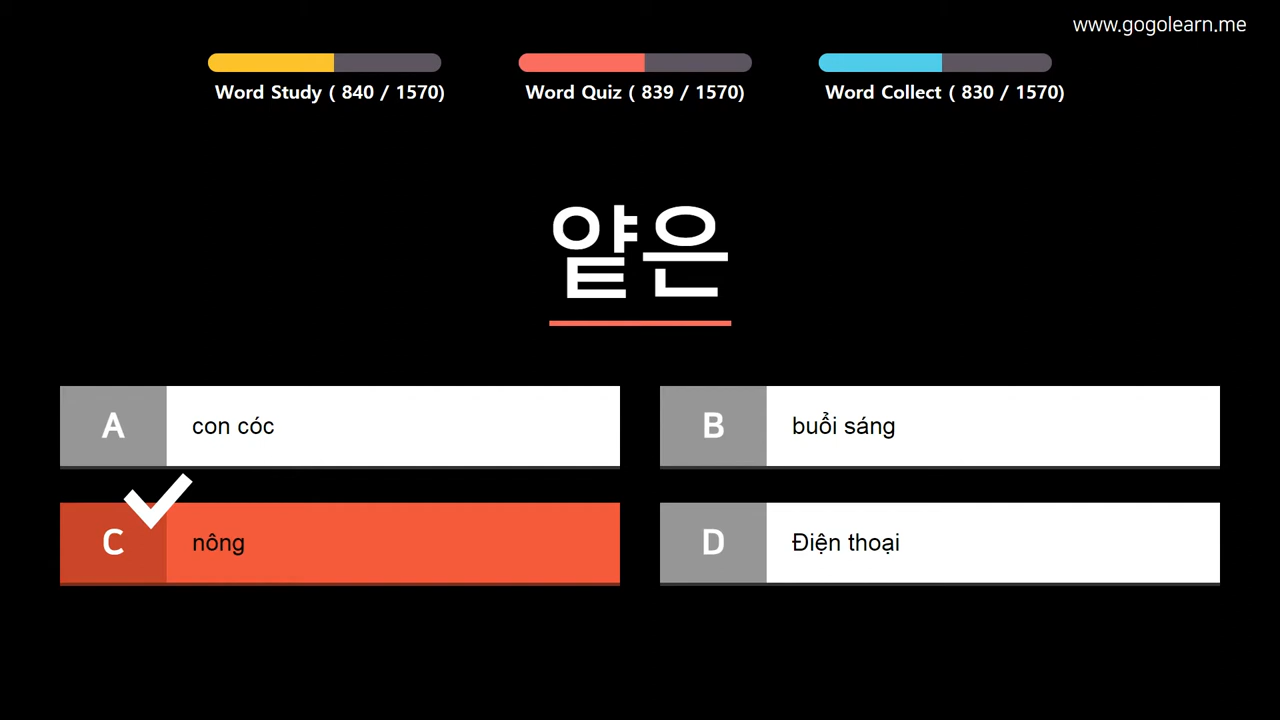 www.gogolearn.me
Word Study ( 840 / 1570)
Word Quiz ( 839 / 1570)
Word Collect ( 830 / 1570)
얕은
A con cóc
B buổi sáng
C nông
D Điện thoại